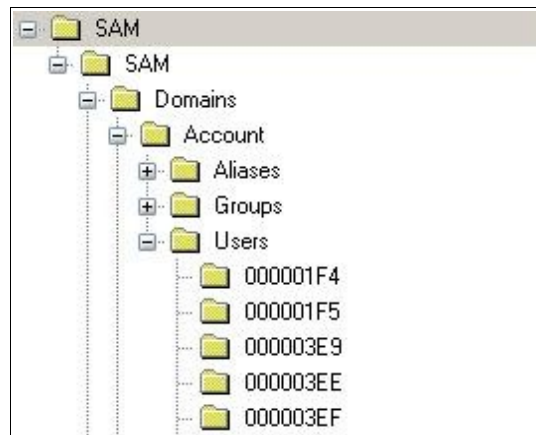 SAM
SAM
Domains
Account
Aliases
Groups
Users
000001F4
000001F5
000003E9
000003EE
000003EF